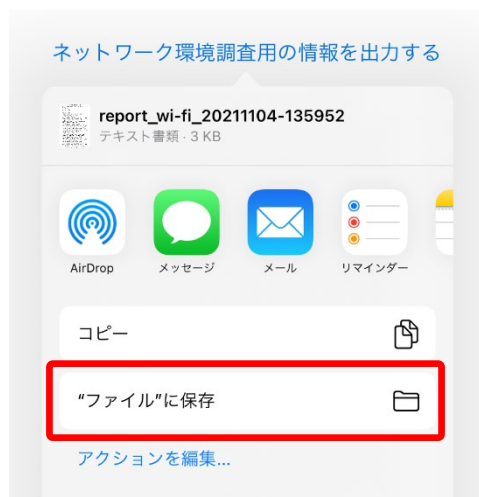 ネットワーク環境調査用の情報を出力する
report_wi-fi_20211104-135952
テキスト書類・3 KB
AirDrop メッセージ メール リマインダー
コピー
“ファイル”に保存
アクションを編集...